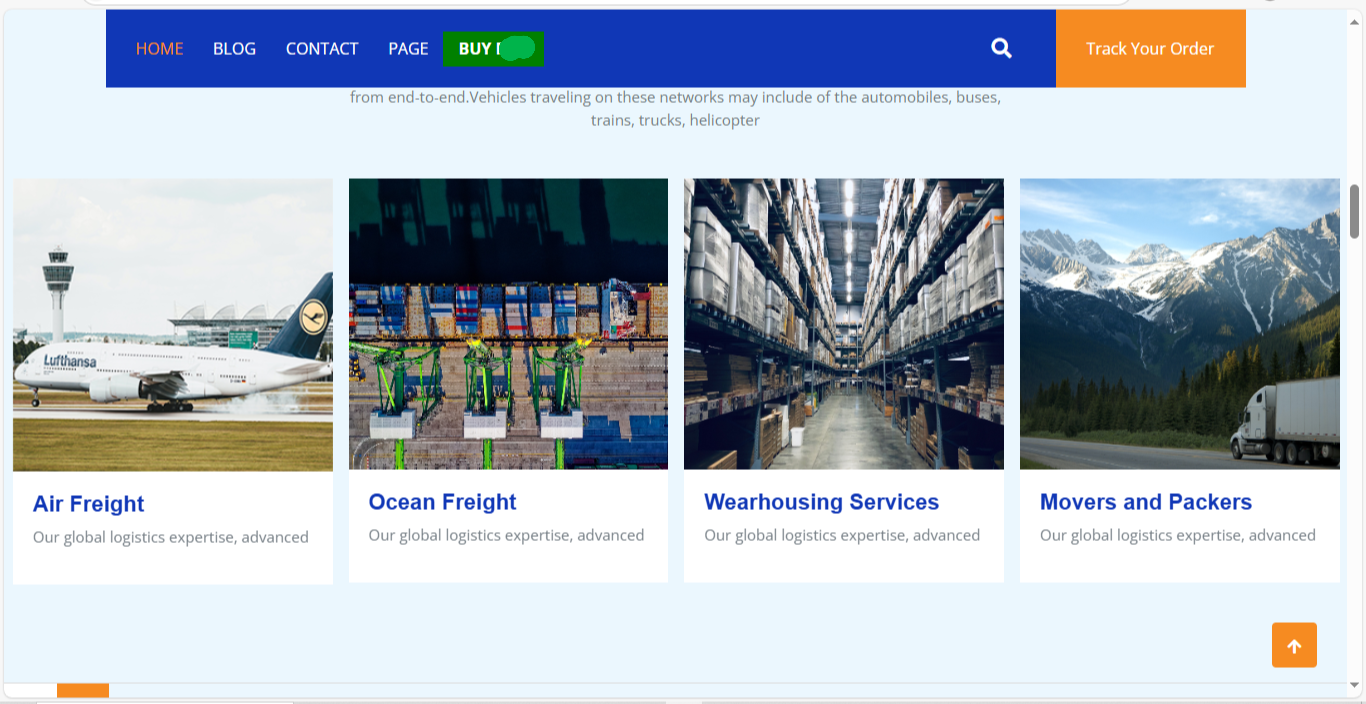 HOME BLOG CONTACT PAGE BUY Track Your Order
from end-to-end.Vehicles traveling on these networks may include of the automobiles, buses,
trains, trucks, helicopter
Lufthansa
Air Freight
Our global logistics expertise, advanced
Ocean Freight
Our global logistics expertise, advanced
Wearhousing Services
Our global logistics expertise, advanced
Movers and Packers
Our global logistics expertise, advanced